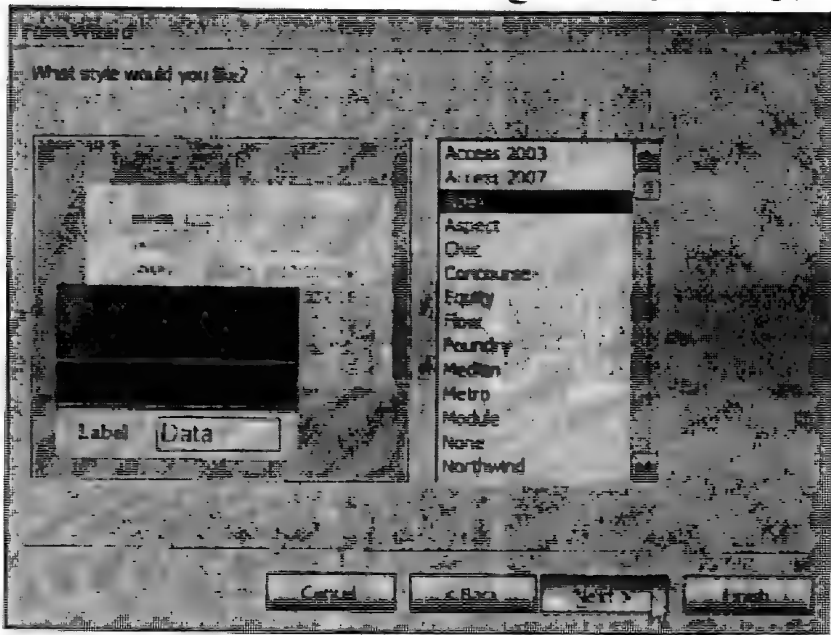 Form Wizard
What style would you like?
Access 2003
Access 2007
Apex
Aspect
Civic
Concourse
Equity
Flow
Foundry
Median
Metro
Module
None
Northwind
Label Data
Cancel
< Back
Next >
Finish